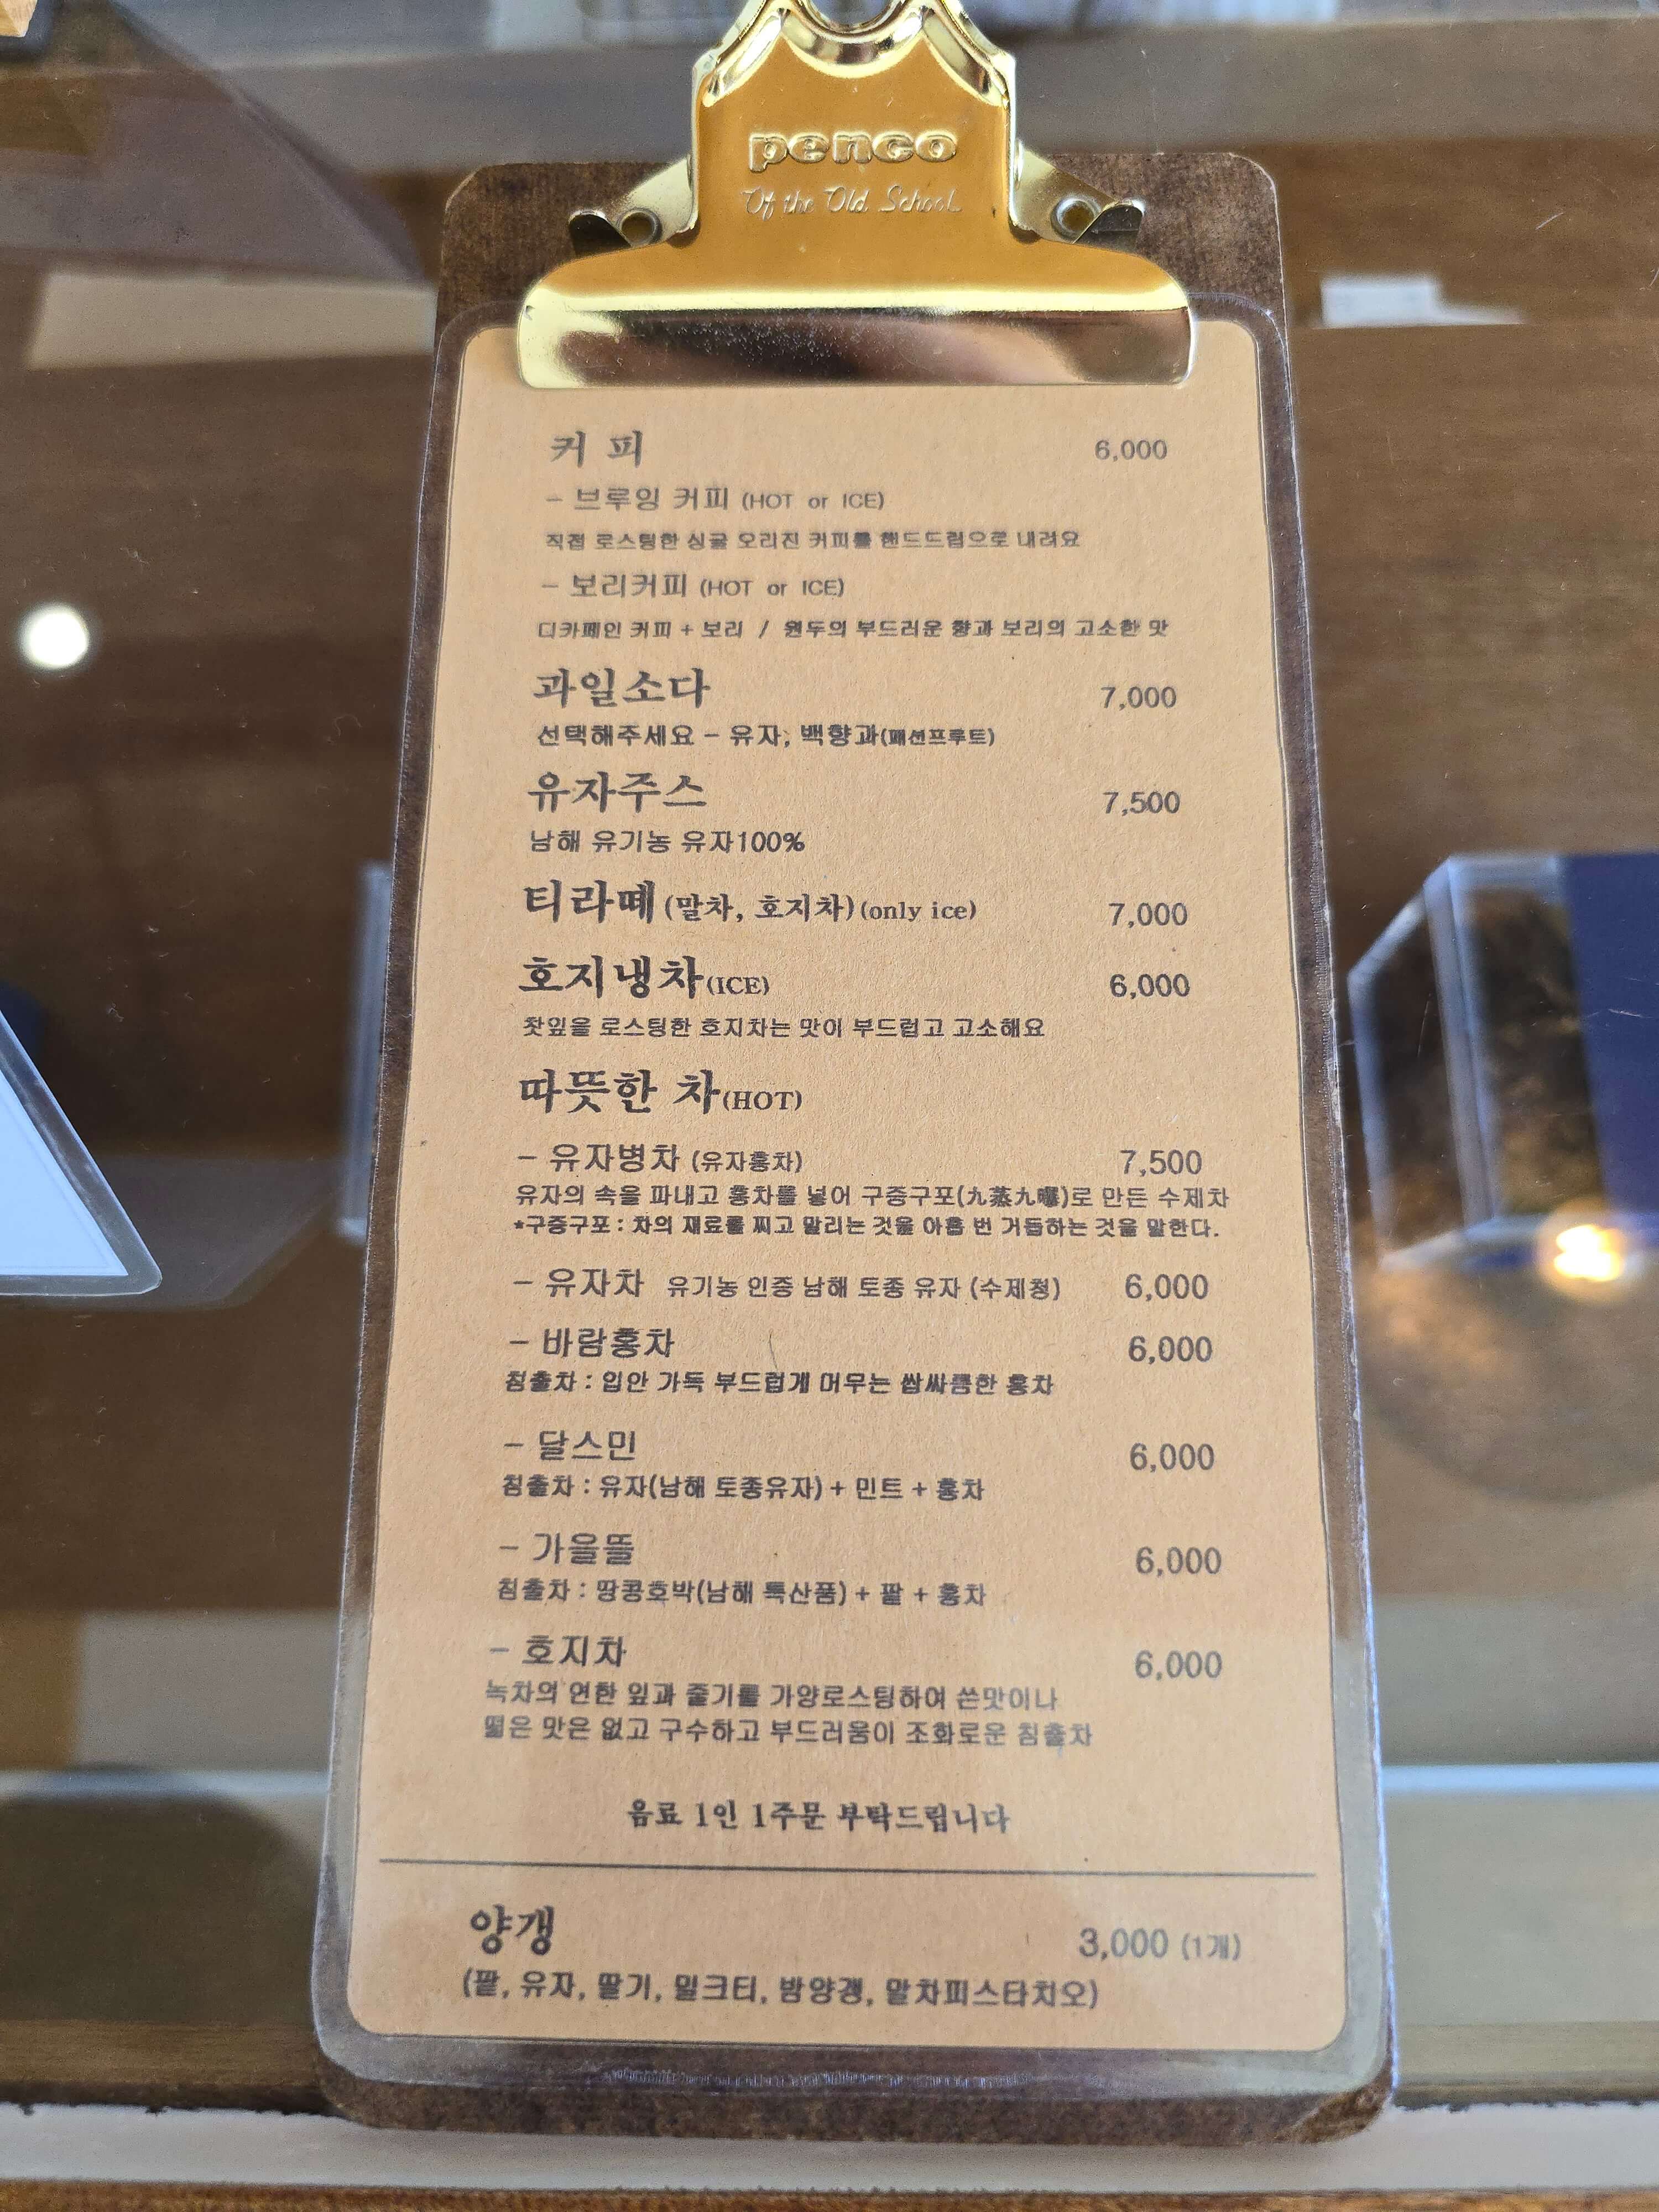 penco
Of the Old School
커 피 6,000
- 브루잉 커피 (HOT or ICE)
직접 로스팅한 싱글 오리진 커피를 핸드드립으로 내려요
- 보리커피 (HOT or ICE)
디카페인 커피 + 보리 / 원두의 부드러운 향과 보리의 고소한 맛
과일소다 7,000
선택해주세요 - 유자, 백향과(패션프루트)
유자주스 7,500
남해 유기농 유자100%
티라떼 (말차, 호지차) (only ice) 7,000
호지냉차(ICE) 6,000
찻잎을 로스팅한 호지차는 맛이 부드럽고 고소해요
따뜻한 차(HOT)
- 유자병차 (유자홍차) 7,500
유자의 속을 파내고 홍차를 넣어 구증구포(九蒸九曝)로 만든 수제차
*구증구포 : 차의 재료를 찌고 말리는 것을 아홉 번 거듭하는 것을 말한다.
- 유자차 유기농 인증 남해 토종 유자 (수제청) 6,000
- 바람홍차 6,000
침출차 : 입안 가득 부드럽게 머무는 쌉싸름한 홍차
- 달스민 6,000
침출차 : 유자(남해 토종유자) + 민트 + 홍차
- 가을뜰 6,000
침출차 : 땅콩호박(남해 특산품) + 팥 + 홍차
- 호지차 6,000
녹차의 연한 잎과 줄기를 가양로스팅하여 쓴맛이나
떫은 맛은 없고 구수하고 부드러움이 조화로운 침출차
음료 1인 1주문 부탁드립니다
양갱 3,000 (1개)
(팥, 유자, 딸기, 밀크티, 밤양갱, 말차피스타치오)